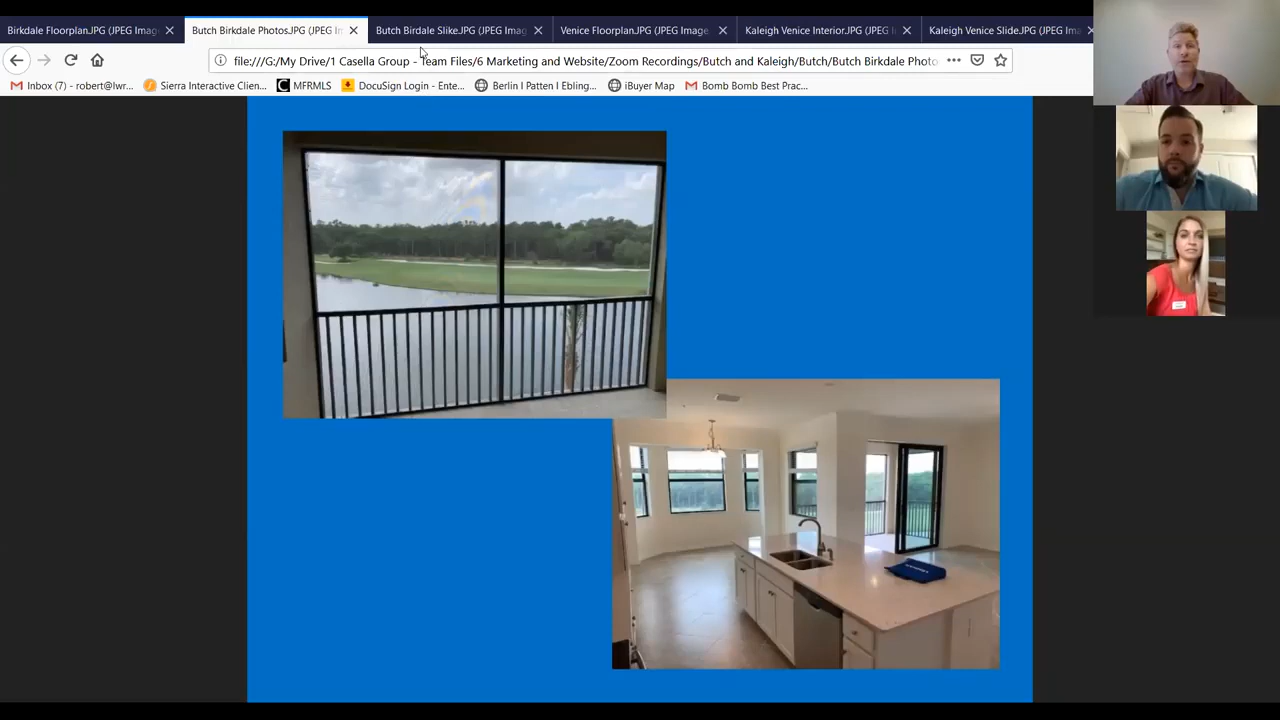 Birkdale Floorplan.JPG (JPEG Imag
Butch Birkdale Photos.JPG (JPEG I
Butch Birdale Slike.JPG (JPEG Imag
Venice Floorplan.JPG (JPEG Image,
Kaleigh Venice Interior.JPG (JPEG I
Kaleigh Venice Slide.JPG (JPEG Ima
file:///G:/My Drive/1 Casella Group - Team Files/6 Marketing and Website/Zoom Recordings/Butch and Kaleigh/Butch/Butch Birkdale Photo
Inbox (7) - robert@lwr...
Sierra Interactive Clien...
MFRMLS
DocuSign Login - Ente...
Berlin I Patten I Ebling...
iBuyer Map
Bomb Bomb Best Prac...